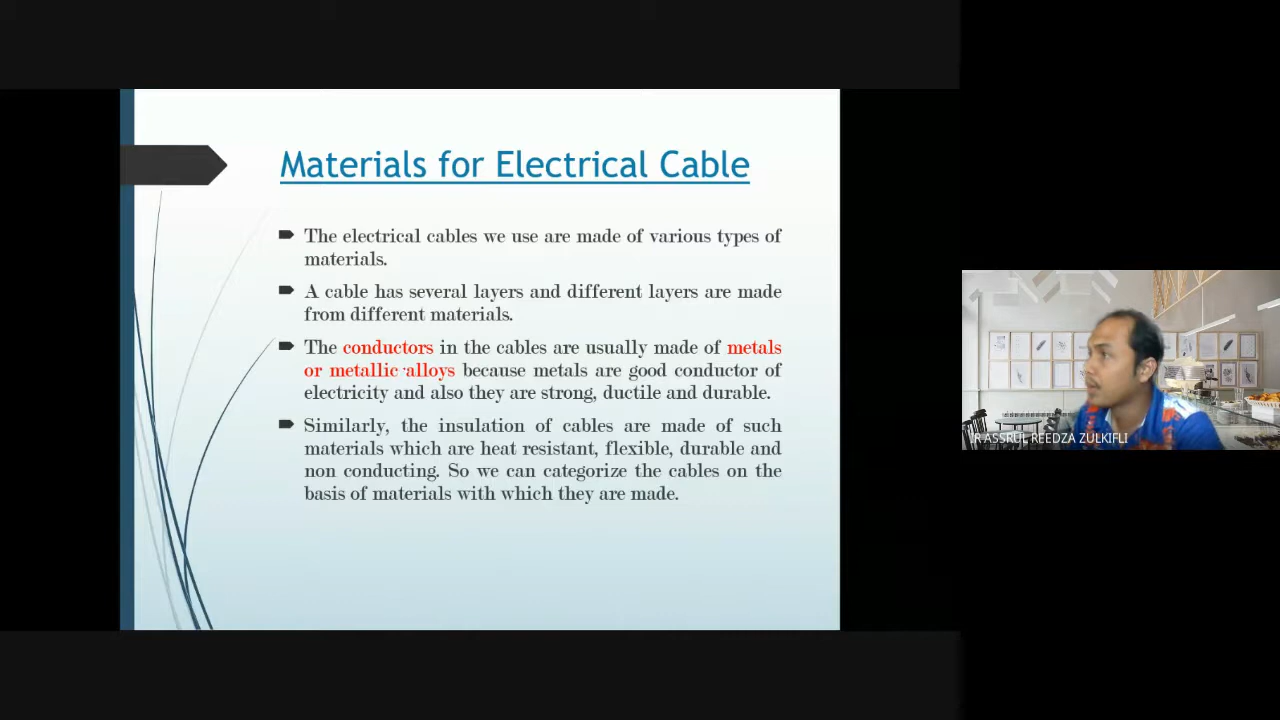 Materials for Electrical Cable
The electrical cables we use are made of various types of
materials.
A cable has several layers and different layers are made
from different materials.
The conductors in the cables are usually made of metals
or metallic alloys because metals are good conductor of
electricity and also they are strong, ductile and durable.
Similarly, the insulation of cables are made of such
materials which are heat resistant, flexible, durable and
non conducting. So we can categorize the cables on the
basis of materials with which they are made.
R ASSRUL REEDZA ZULKIFLI